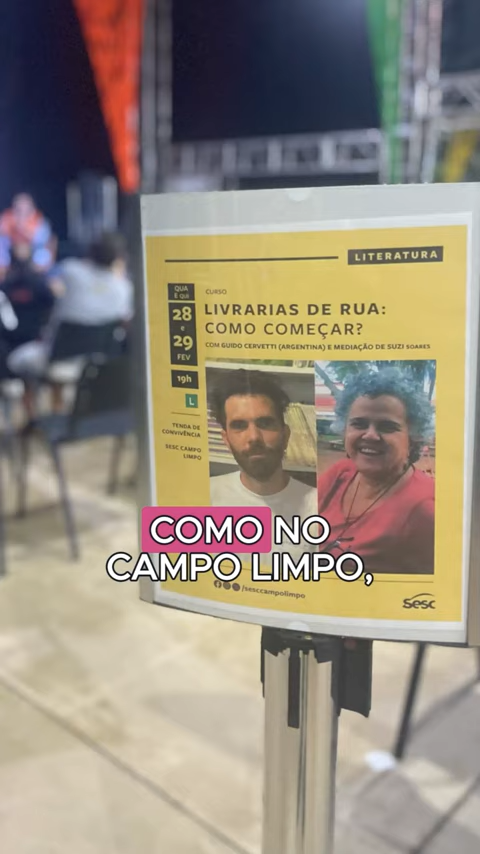 LITERATURA
QUA
E QUI
28
e
29
FEV
19h
L
TENDA DE
CONVIVÊNCIA
SESC CAMPO
LIMPO
CURSO
LIVRARIAS DE RUA:
COMO COMEÇAR?
COM GUIDO CERVETTI (ARGENTINA) E MEDIAÇÃO DE SUZI SOARES
COMO NO
CAMPO LIMPO,
/sesccampolimpo
Sesc